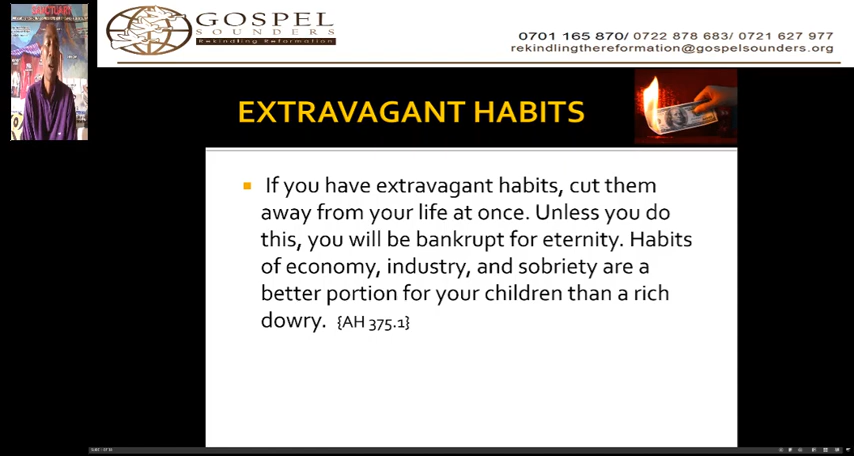 SANCTUARY
GOSPEL
SOUNDERS
Rekindling Reformation
0701 165 870/ 0722 878 683/ 0721 627 977
rekindlingthereformation@gospelsounders.org
EXTRAVAGANT HABITS
If you have extravagant habits, cut them
away from your life at once. Unless you do
this, you will be bankrupt for eternity. Habits
of economy, industry, and sobriety are a
better portion for your children than a rich
dowry. {AH 375.1}